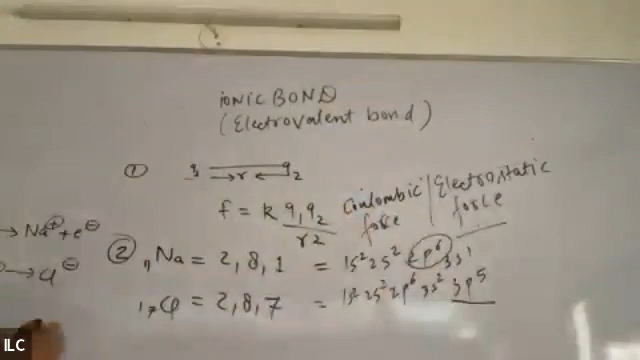 ionic BOND
(Electrovalent bond)
① q ⟶r⟵ q₂
f = k q₁q₂ / r2 Coulombic force / Electrostatic force
→ Na⁺ + e⊖
② ₁₁Na = 2, 8, 1 = 1s² 2s² 2p⁶ 3s¹
→ Cl⊖
₁₇Cl = 2, 8, 7 = 1s² 2s² 2p⁶ 3s² 3p⁵
ILC